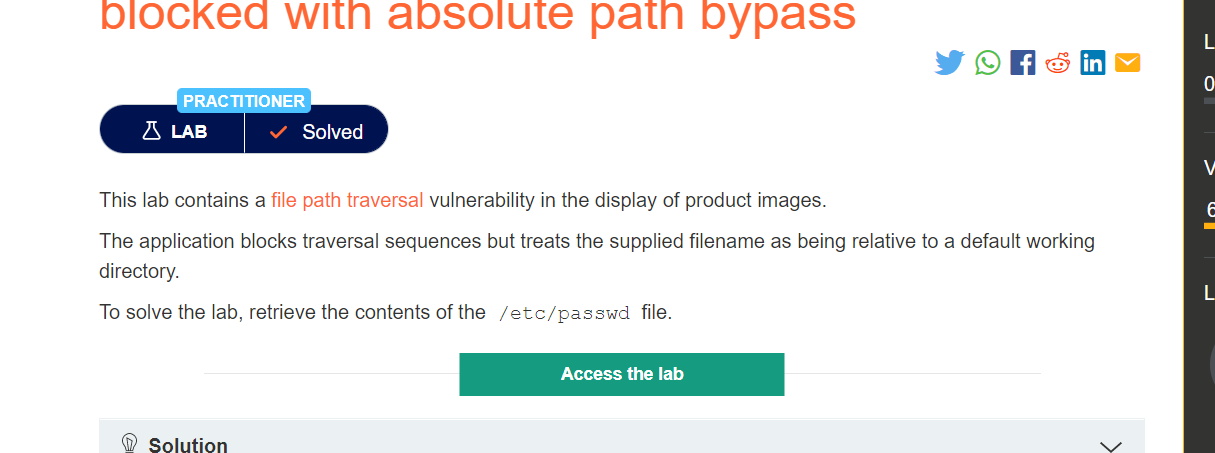 blocked with absolute path bypass
PRACTITIONER
LAB
Solved
This lab contains a file path traversal vulnerability in the display of product images.
The application blocks traversal sequences but treats the supplied filename as being relative to a default working
directory.
To solve the lab, retrieve the contents of the /etc/passwd file.
Access the lab
Solution